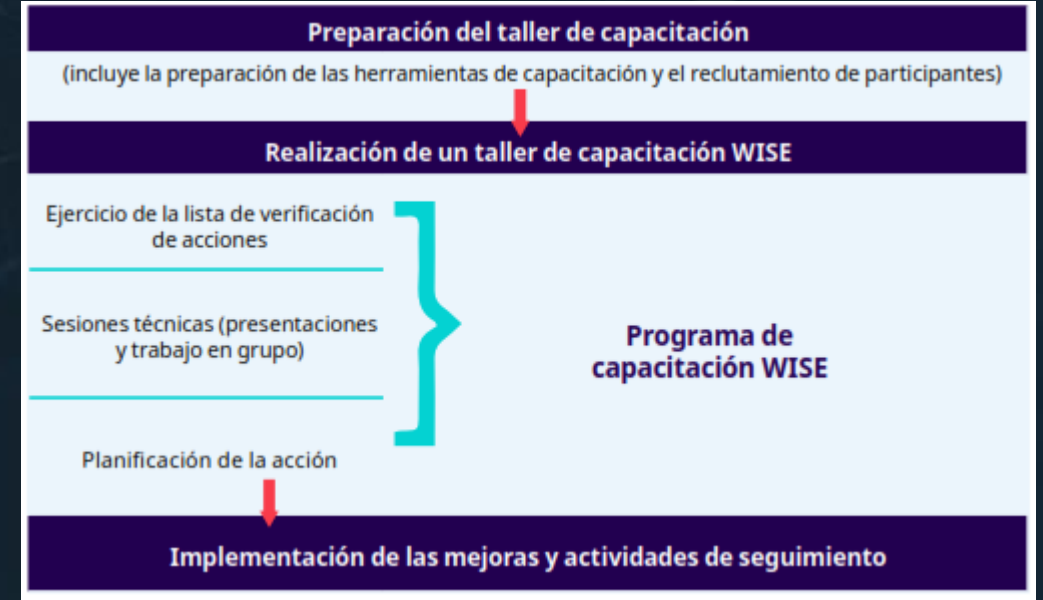 Preparación del taller de capacitación
(incluye la preparación de las herramientas de capacitación y el reclutamiento de participantes)
Realización de un taller de capacitación WISE
Ejercicio de la lista de verificación
de acciones
Sesiones técnicas (presentaciones
y trabajo en grupo)
Planificación de la acción
Programa de
capacitación WISE
Implementación de las mejoras y actividades de seguimiento